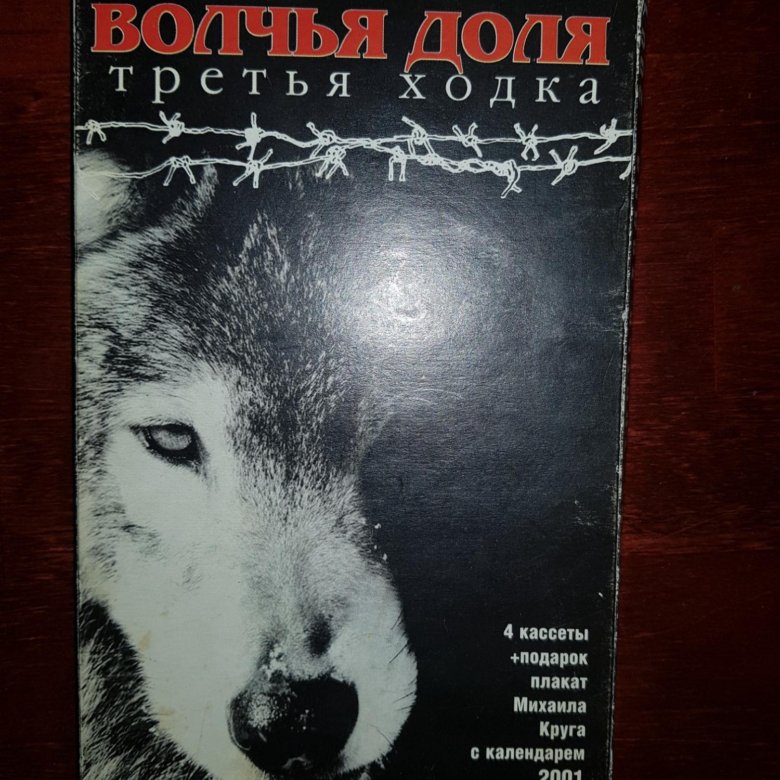 ВОЛЧЬЯ ДОЛЯ
третья ходка
4 кассеты
+подарок
плакат
Михаила
Круга
с календарем
2001